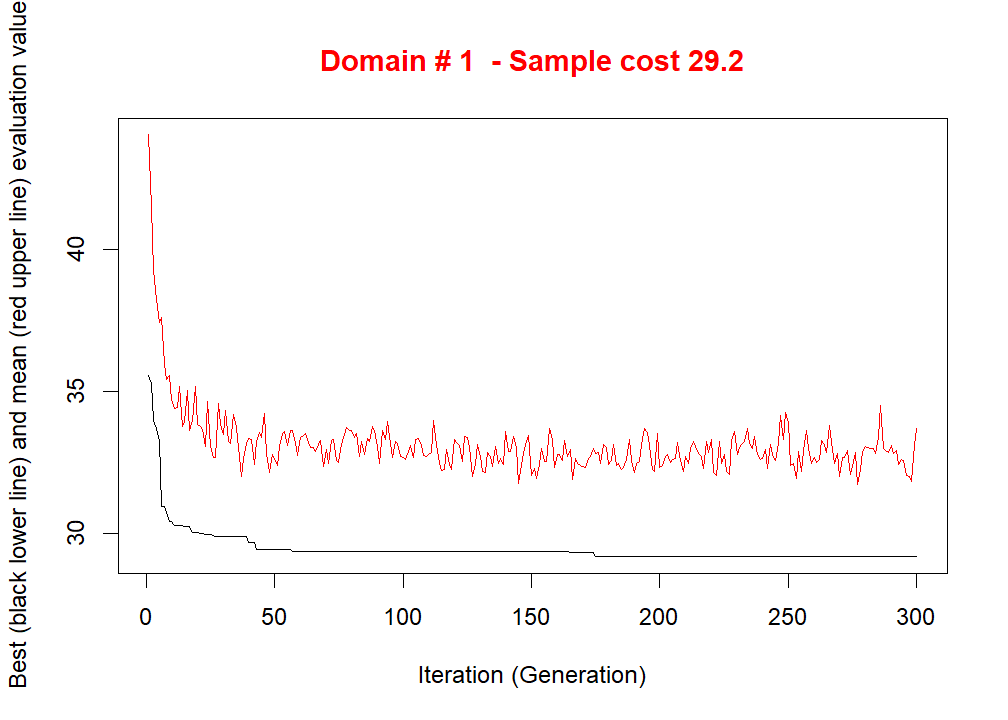 Domain # 1  - Sample cost 29.2
Best (black lower line) and mean (red upper line) evaluation value
40
35
30
0 50 100 150 200 250 300
Iteration (Generation)